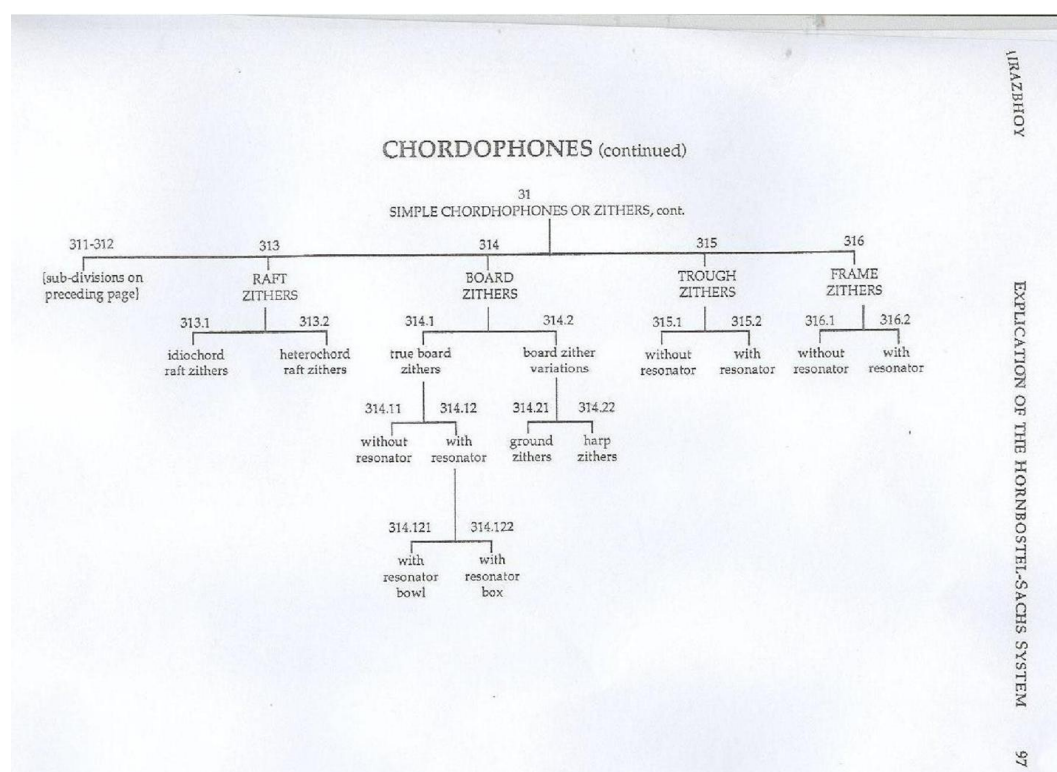 CHORDOPHONES (continued)
31
SIMPLE CHORDHOPHONES OR ZITHERS, cont.
311-312
313
314
315
316
[sub-divisions on
preceding page]
RAFT
ZITHERS
BOARD
ZITHERS
TROUGH
ZITHERS
FRAME
ZITHERS
313.1
313.2
314.1
314.2
315.1
315.2
316.1
316.2
idiochord
raft zithers
heterochord
raft zithers
true board
zithers
board zither
variations
without
resonator
with
resonator
without
resonator
with
resonator
314.11
314.12
314.21
314.22
without
resonator
with
resonator
ground
zithers
harp
zithers
314.121
314.122
with
resonator
bowl
with
resonator
box
EXPLICATION OF THE HORNBOSTEL-SACHS SYSTEM
97